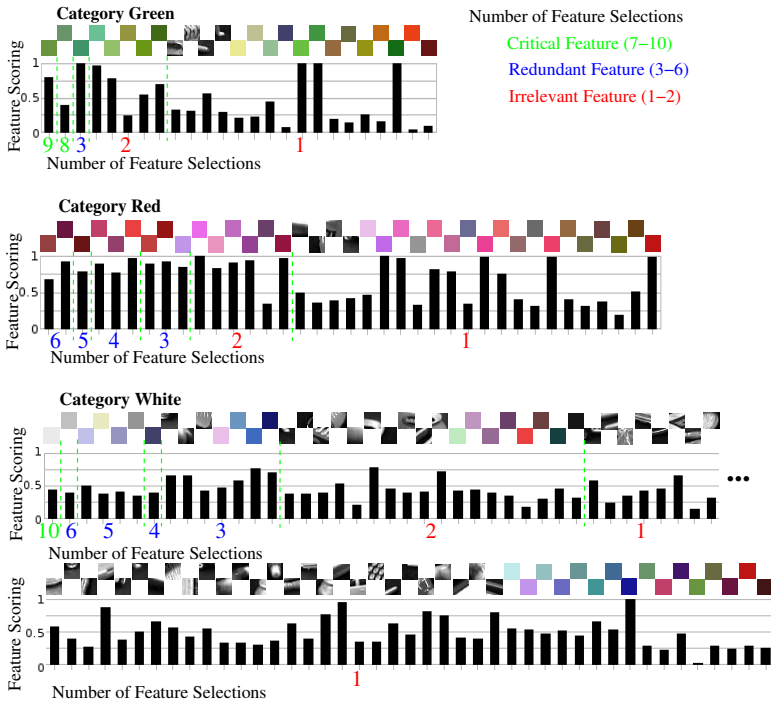 Category Green
Number of Feature Selections
Critical Feature (7–10)
Redundant Feature (3–6)
Irrelevant Feature (1–2)
Feature Scoring
1
0.5
0
9 8 3 2 1
Number of Feature Selections
Category Red
Feature Scoring
1
0.5
0
6 5 4 3 2 1
Number of Feature Selections
Category White
Feature Scoring
1
0.5
0
10 6 5 4 3 2 1
...
Number of Feature Selections
Feature Scoring
1
0.5
0
1
Number of Feature Selections